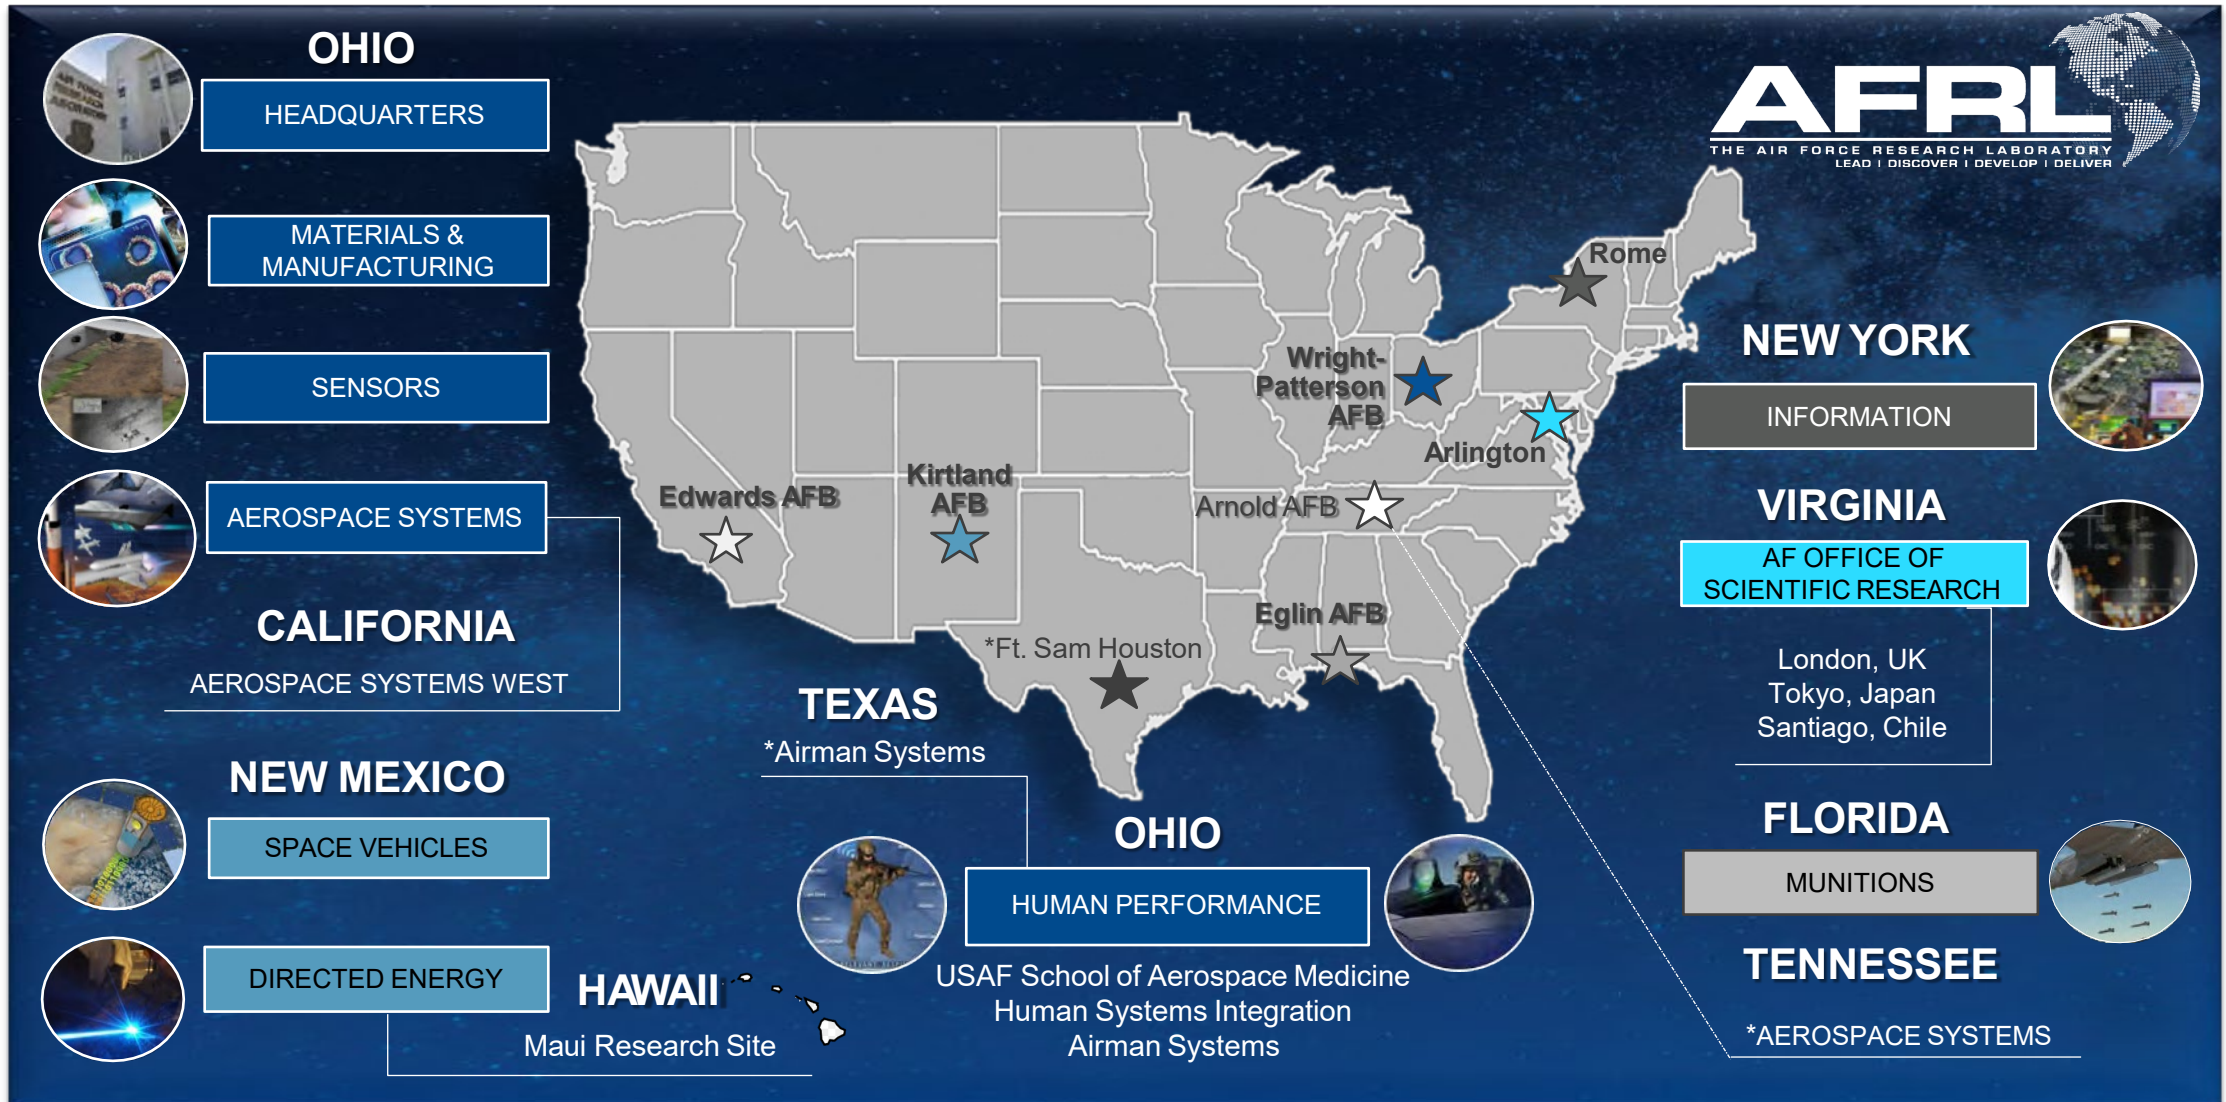 OHIO
HEADQUARTERS
MATERIALS &
MANUFACTURING
SENSORS
AEROSPACE SYSTEMS
CALIFORNIA
AEROSPACE SYSTEMS WEST
NEW MEXICO
SPACE VEHICLES
DIRECTED ENERGY
HAWAII
Maui Research Site
Edwards AFB
Kirtland
AFB
Wright-
Patterson
AFB
Rome
Arlington
Arnold AFB
Eglin AFB
*Ft. Sam Houston
TEXAS
*Airman Systems
OHIO
HUMAN PERFORMANCE
USAF School of Aerospace Medicine
Human Systems Integration
Airman Systems
AFRL
THE AIR FORCE RESEARCH LABORATORY
LEAD | DISCOVER | DEVELOP | DELIVER
NEW YORK
INFORMATION
VIRGINIA
AF OFFICE OF
SCIENTIFIC RESEARCH
London, UK
Tokyo, Japan
Santiago, Chile
FLORIDA
MUNITIONS
TENNESSEE
*AEROSPACE SYSTEMS